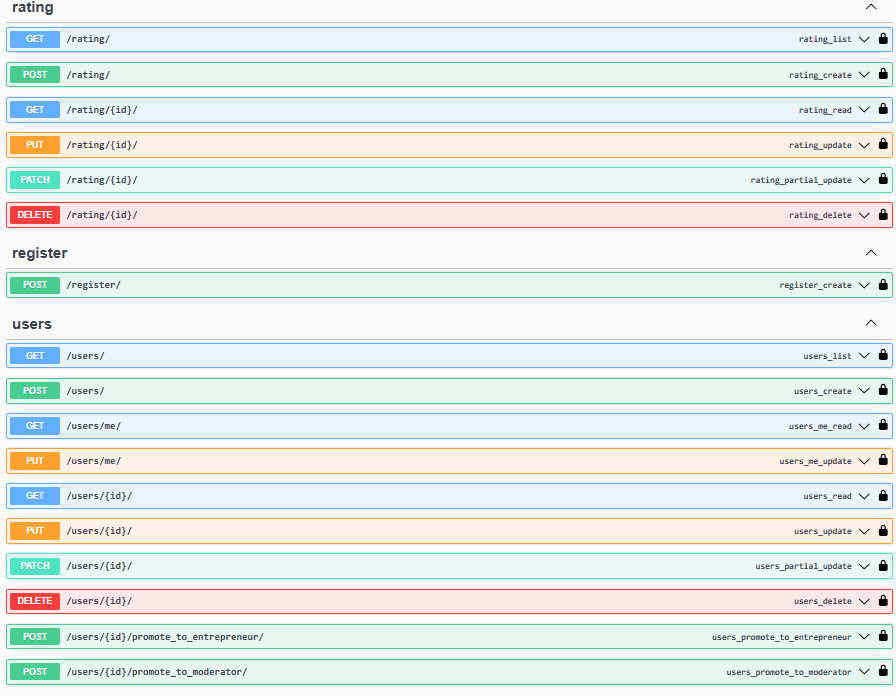 rating
GET /rating/ rating_list
POST /rating/ rating_create
GET /rating/{id}/ rating_read
PUT /rating/{id}/ rating_update
PATCH /rating/{id}/ rating_partial_update
DELETE /rating/{id}/ rating_delete
register
POST /register/ register_create
users
GET /users/ users_list
POST /users/ users_create
GET /users/me/ users_me_read
PUT /users/me/ users_me_update
GET /users/{id}/ users_read
PUT /users/{id}/ users_update
PATCH /users/{id}/ users_partial_update
DELETE /users/{id}/ users_delete
POST /users/{id}/promote_to_entrepreneur/ users_promote_to_entrepreneur
POST /users/{id}/promote_to_moderator/ users_promote_to_moderator